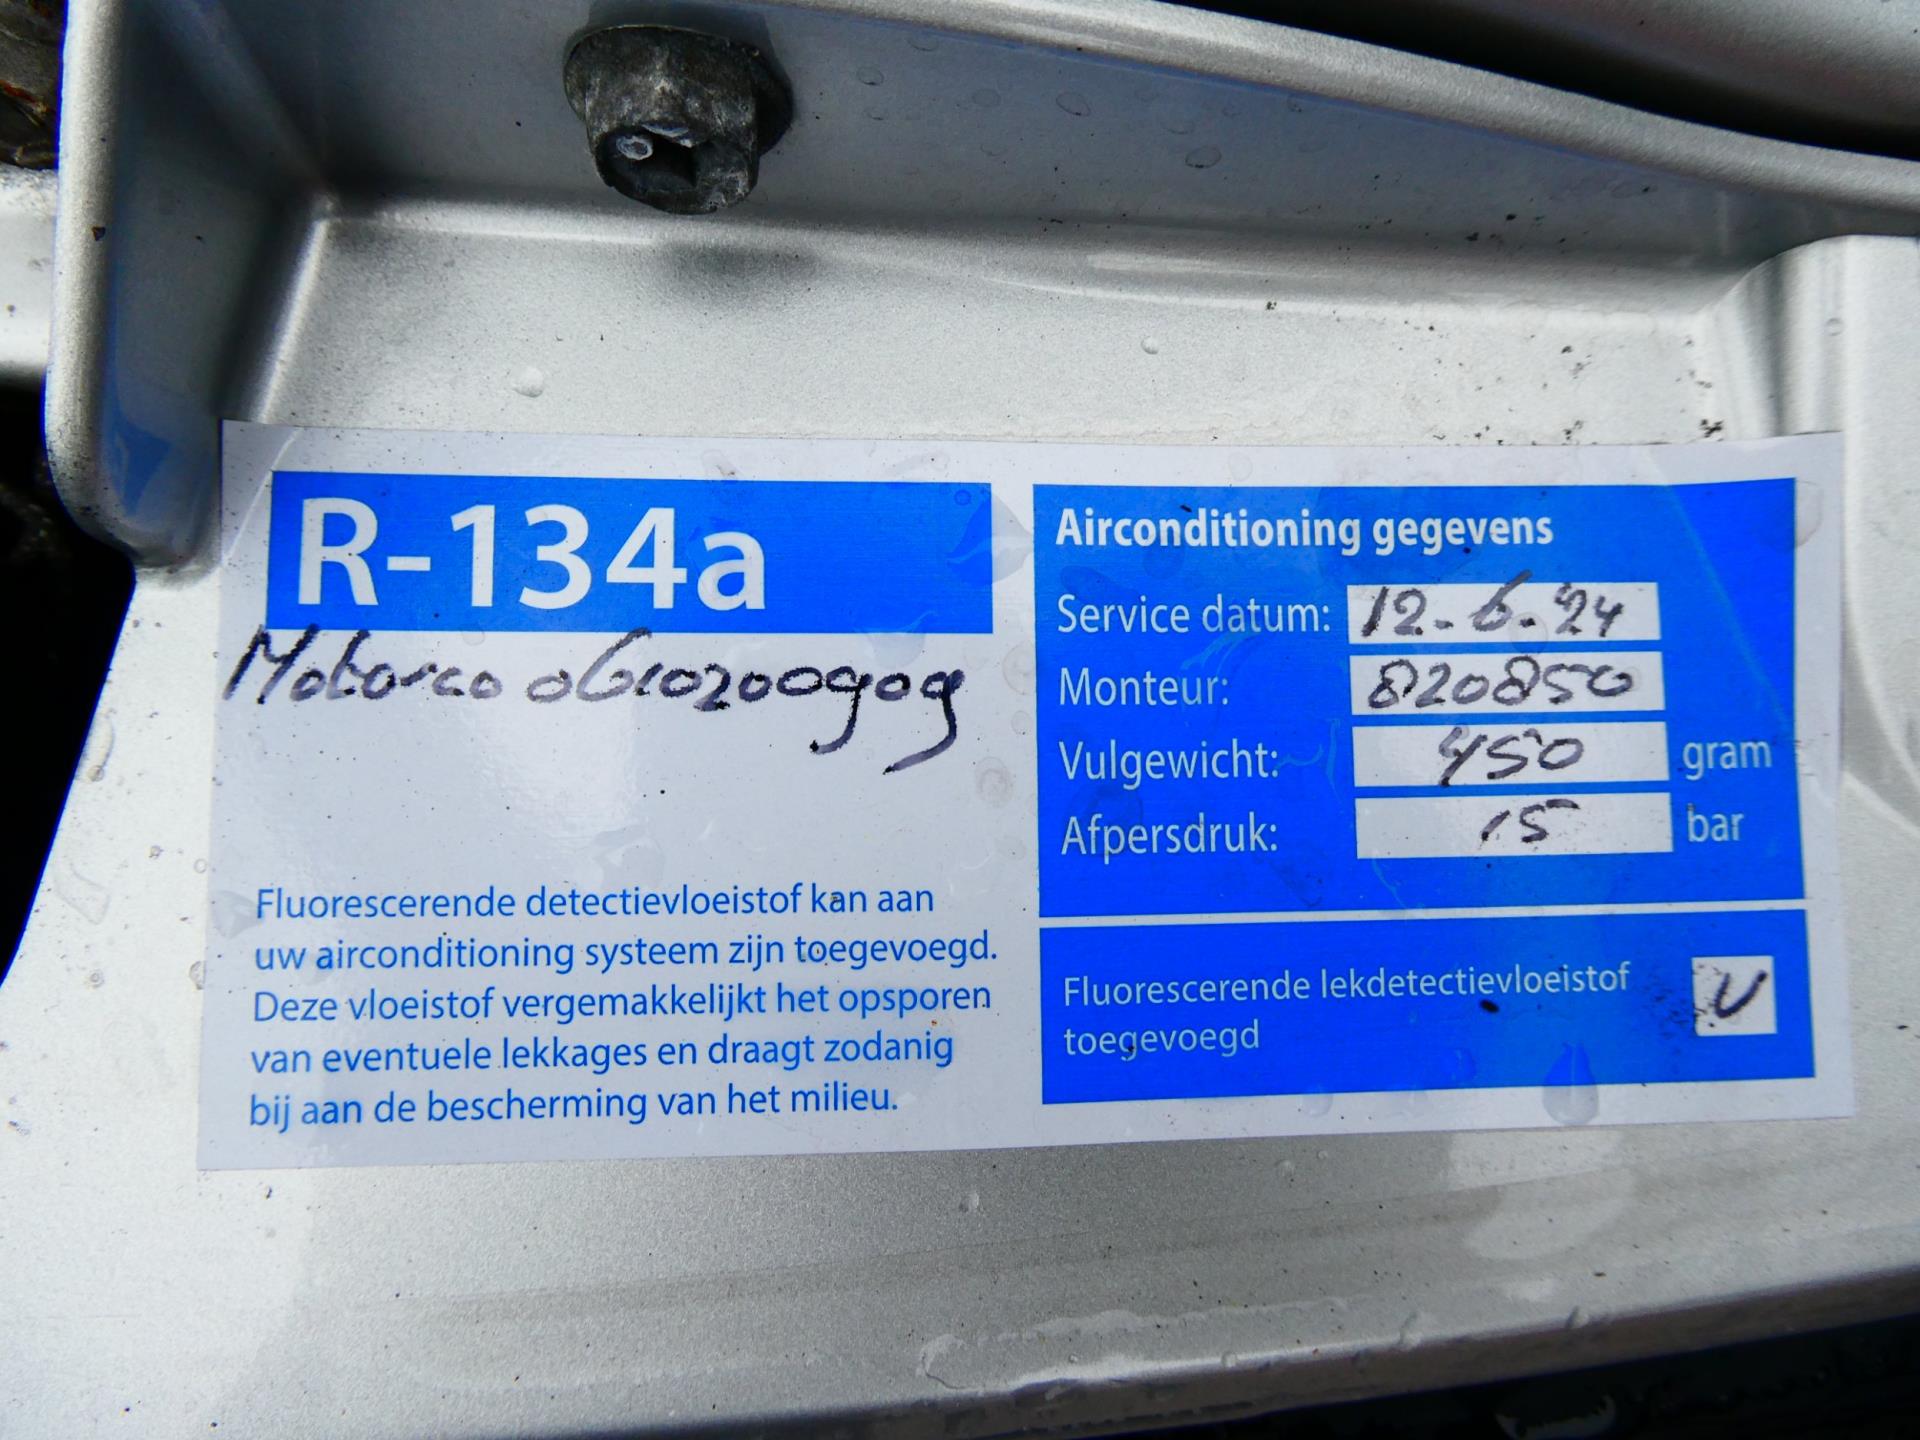 R-134a
Motorco 0610200909
Fluorescerende detectievloeistof kan aan
uw airconditioning systeem zijn toegevoegd.
Deze vloeistof vergemakkelijkt het opsporen
van eventuele lekkages en draagt zodanig
bij aan de bescherming van het milieu.
Airconditioning gegevens
Service datum: 12-6-24
Monteur: 820850
Vulgewicht: 450 gram
Afpersdruk: 15 bar
Fluorescerende lekdetectievloeistof
toegevoegd V